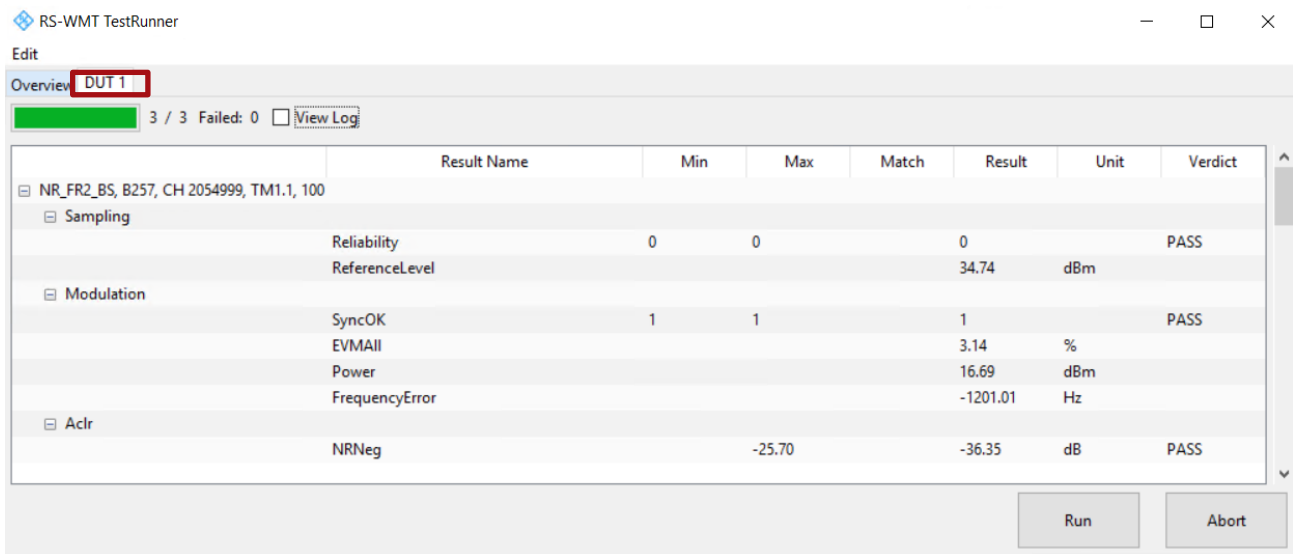 RS-WMT TestRunner
Edit
Overview DUT 1
3 / 3 Failed: 0 View Log
Result Name Min Max Match Result Unit Verdict
NR_FR2_BS, B257, CH 2054999, TM1.1, 100
Sampling
Reliability 0 0 0 PASS
ReferenceLevel 34.74 dBm
Modulation
SyncOK 1 1 1 PASS
EVMAll 3.14 %
Power 16.69 dBm
FrequencyError -1201.01 Hz
Aclr
NRNeg -25.70 -36.35 dB PASS
Run Abort